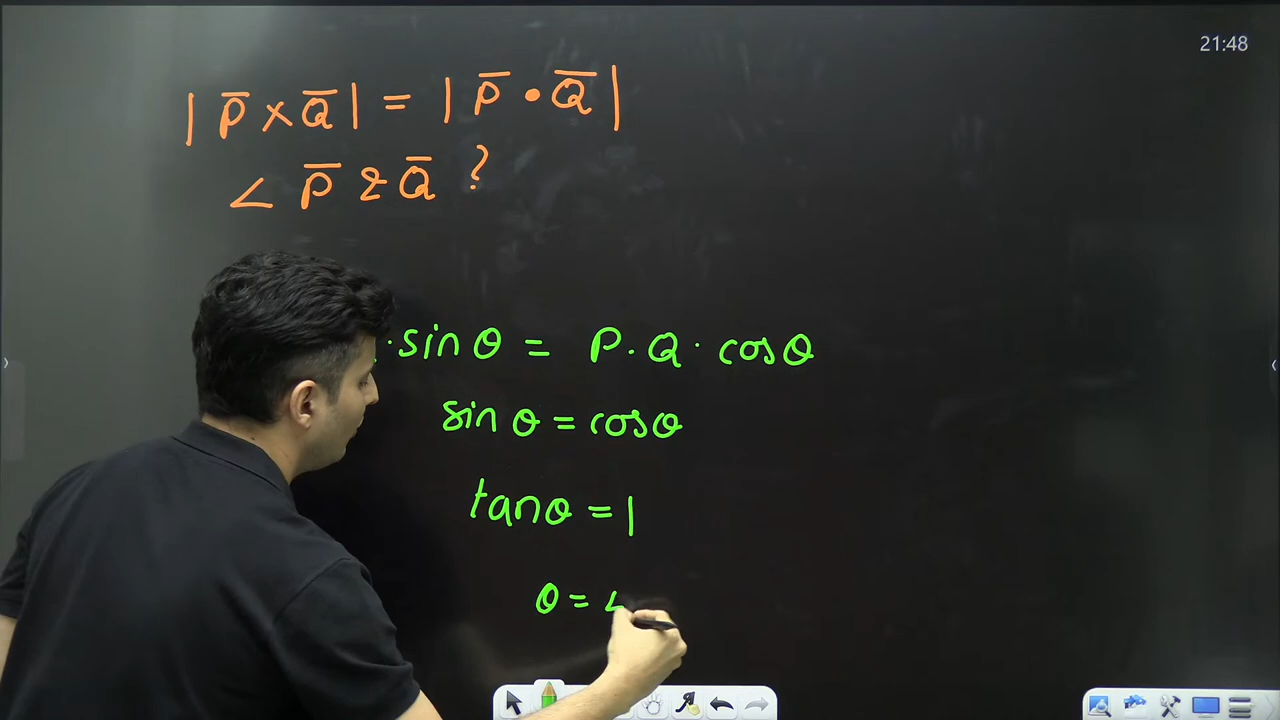 21:48
|P̄ × Q̄| = |P̄ • Q̄|
∠ P̄ & Q̄ ?
· sin θ = P . Q · cos θ
sin θ = cos θ
tan θ = 1
θ =